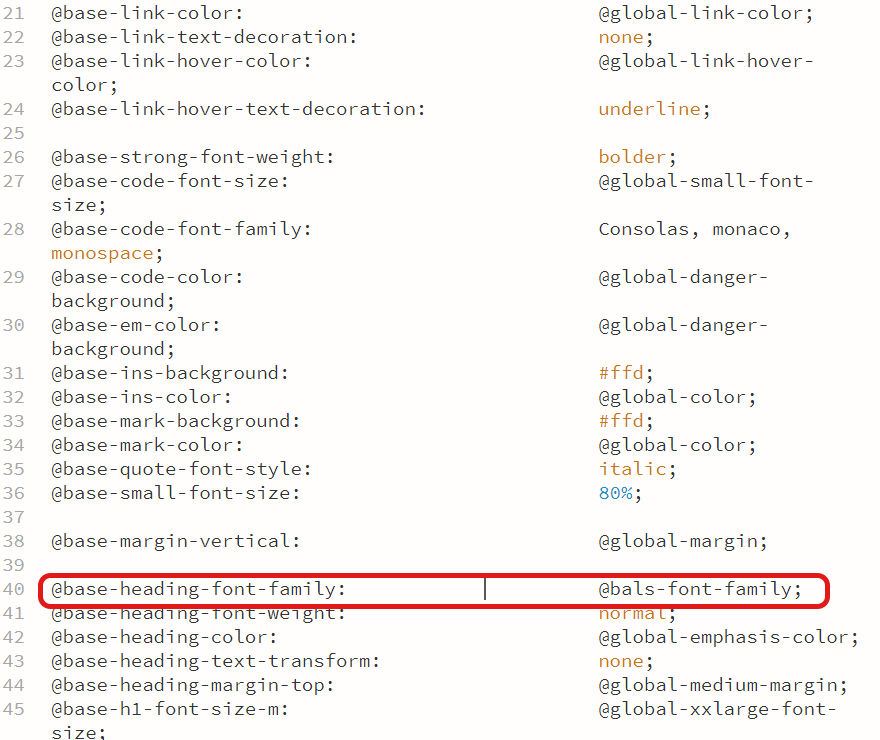 21 @base-link-color: @global-link-color;
22 @base-link-text-decoration: none;
23 @base-link-hover-color: @global-link-hover-
color;
24 @base-link-hover-text-decoration: underline;
25
26 @base-strong-font-weight: bolder;
27 @base-code-font-size: @global-small-font-
size;
28 @base-code-font-family: Consolas, monaco,
monospace;
29 @base-code-color: @global-danger-
background;
30 @base-em-color: @global-danger-
background;
31 @base-ins-background: #ffd;
32 @base-ins-color: @global-color;
33 @base-mark-background: #ffd;
34 @base-mark-color: @global-color;
35 @base-quote-font-style: italic;
36 @base-small-font-size: 80%;
37
38 @base-margin-vertical: @global-margin;
39
40 @base-heading-font-family: @bals-font-family;
41 @base-heading-font-weight: normal;
42 @base-heading-color: @global-emphasis-color;
43 @base-heading-text-transform: none;
44 @base-heading-margin-top: @global-medium-margin;
45 @base-h1-font-size-m: @global-xxlarge-font-
size;